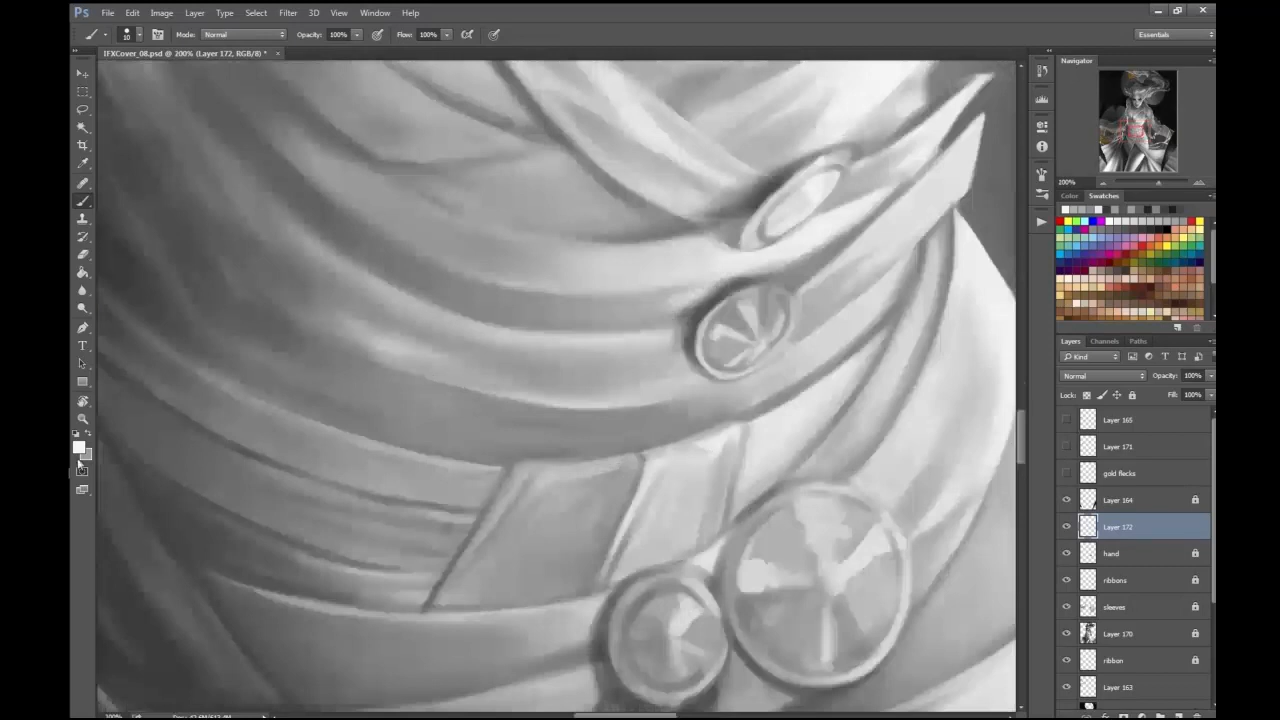 Ps File Edit Image Layer Type Select Filter 3D View Window Help
10 Mode: Normal Opacity: 100% Flow: 100% Essentials
IFXCover_08.psd @ 200% (Layer 172, RGB/8) * ×
Navigator
100%
Color Swatches
Layers Channels Paths
Kind
Normal Opacity: 100%
Lock: Fill: 100%
Layer 165
Layer 171
gold flecks
Layer 164
Layer 172
hand
ribbons
sleeves
Layer 170
ribbon
Layer 163